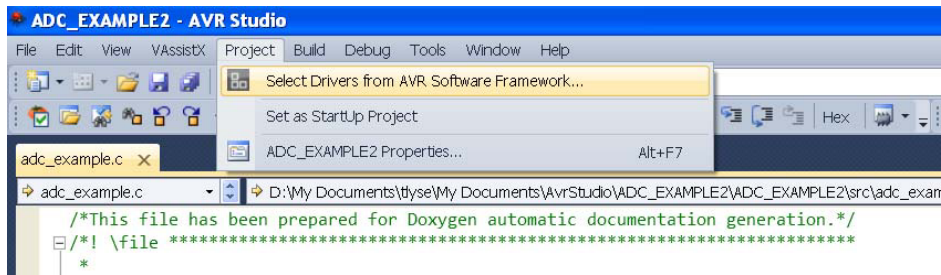 ADC_EXAMPLE2 - AVR Studio
File Edit View VAssistX Project Build Debug Tools Window Help
Select Drivers from AVR Software Framework...
Set as StartUp Project
Hex
ADC_EXAMPLE2 Properties... Alt+F7
adc_example.c
adc_example.c D:\My Documents\tlyse\My Documents\AvrStudio\ADC_EXAMPLE2\ADC_EXAMPLE2\src\adc_exam
/*This file has been prepared for Doxygen automatic documentation generation.*/
/*! \file **********************************************************************
*